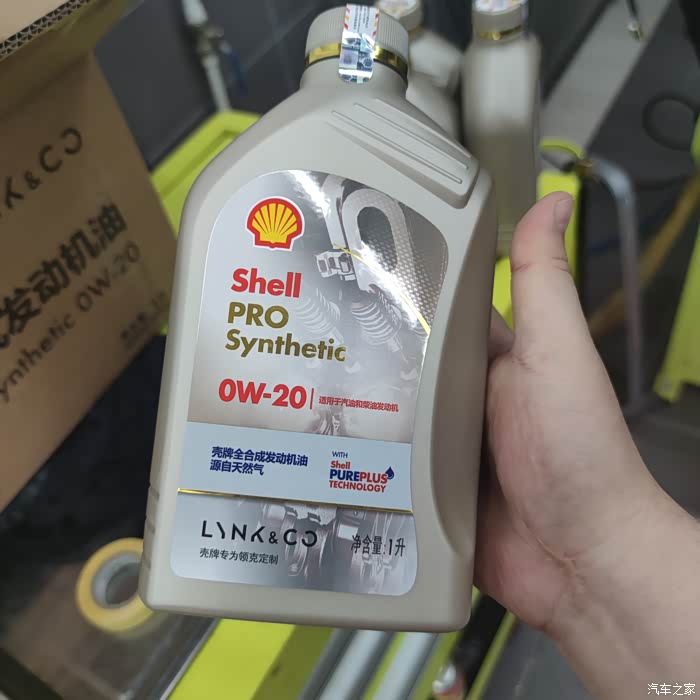 Shell
PRO
Synthetic
0W-20
适用于汽油和柴油发动机
壳牌全合成发动机油
源自天然气
WITH
Shell
PUREPLUS
TECHNOLOGY
LYNK & CO
净含量:1升
壳牌专为领克定制
NK & CO
发动机油
ynthetic 0W-20
汽车之家